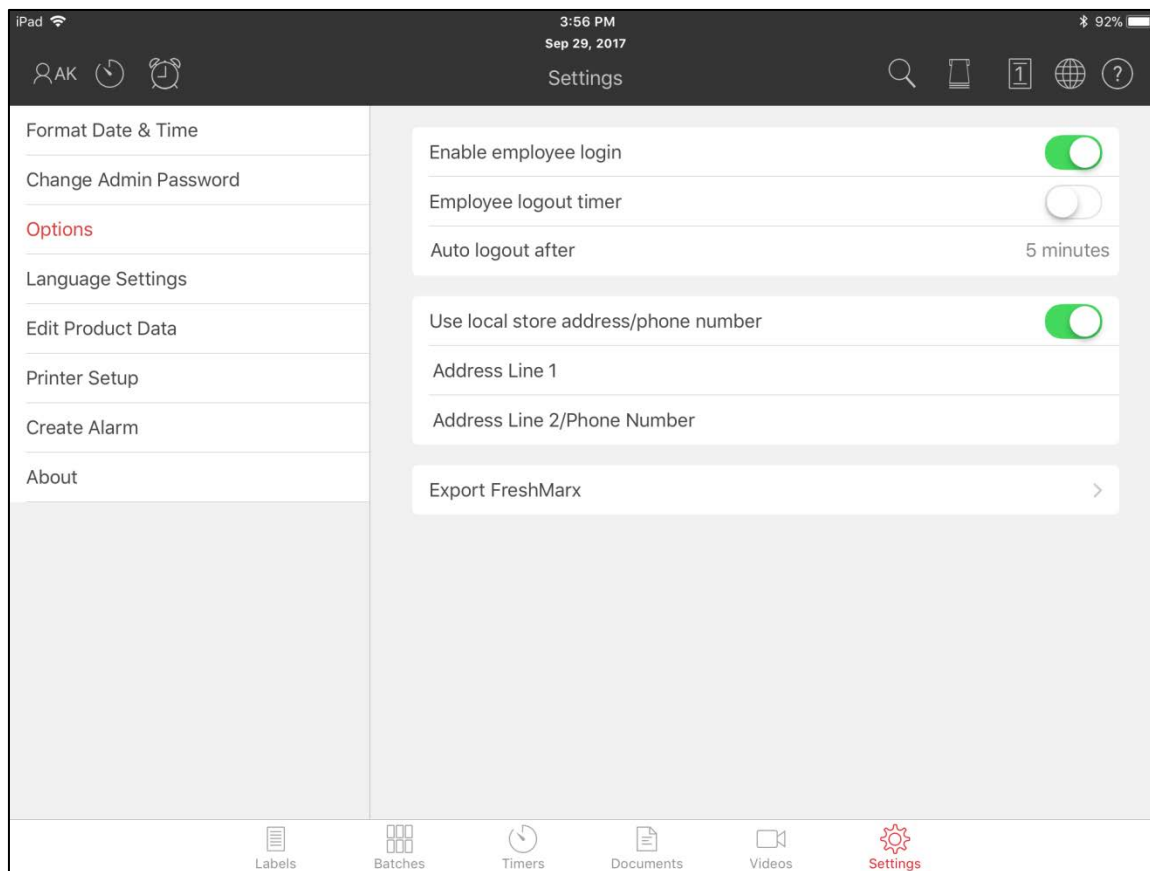 iPad 3:56 PM 92%
Sep 29, 2017
AK Settings 1 ?
Format Date & Time
Change Admin Password
Options
Language Settings
Edit Product Data
Printer Setup
Create Alarm
About
Enable employee login
Employee logout timer
Auto logout after 5 minutes
Use local store address/phone number
Address Line 1
Address Line 2/Phone Number
Export FreshMarx
Labels Batches Timers Documents Videos Settings